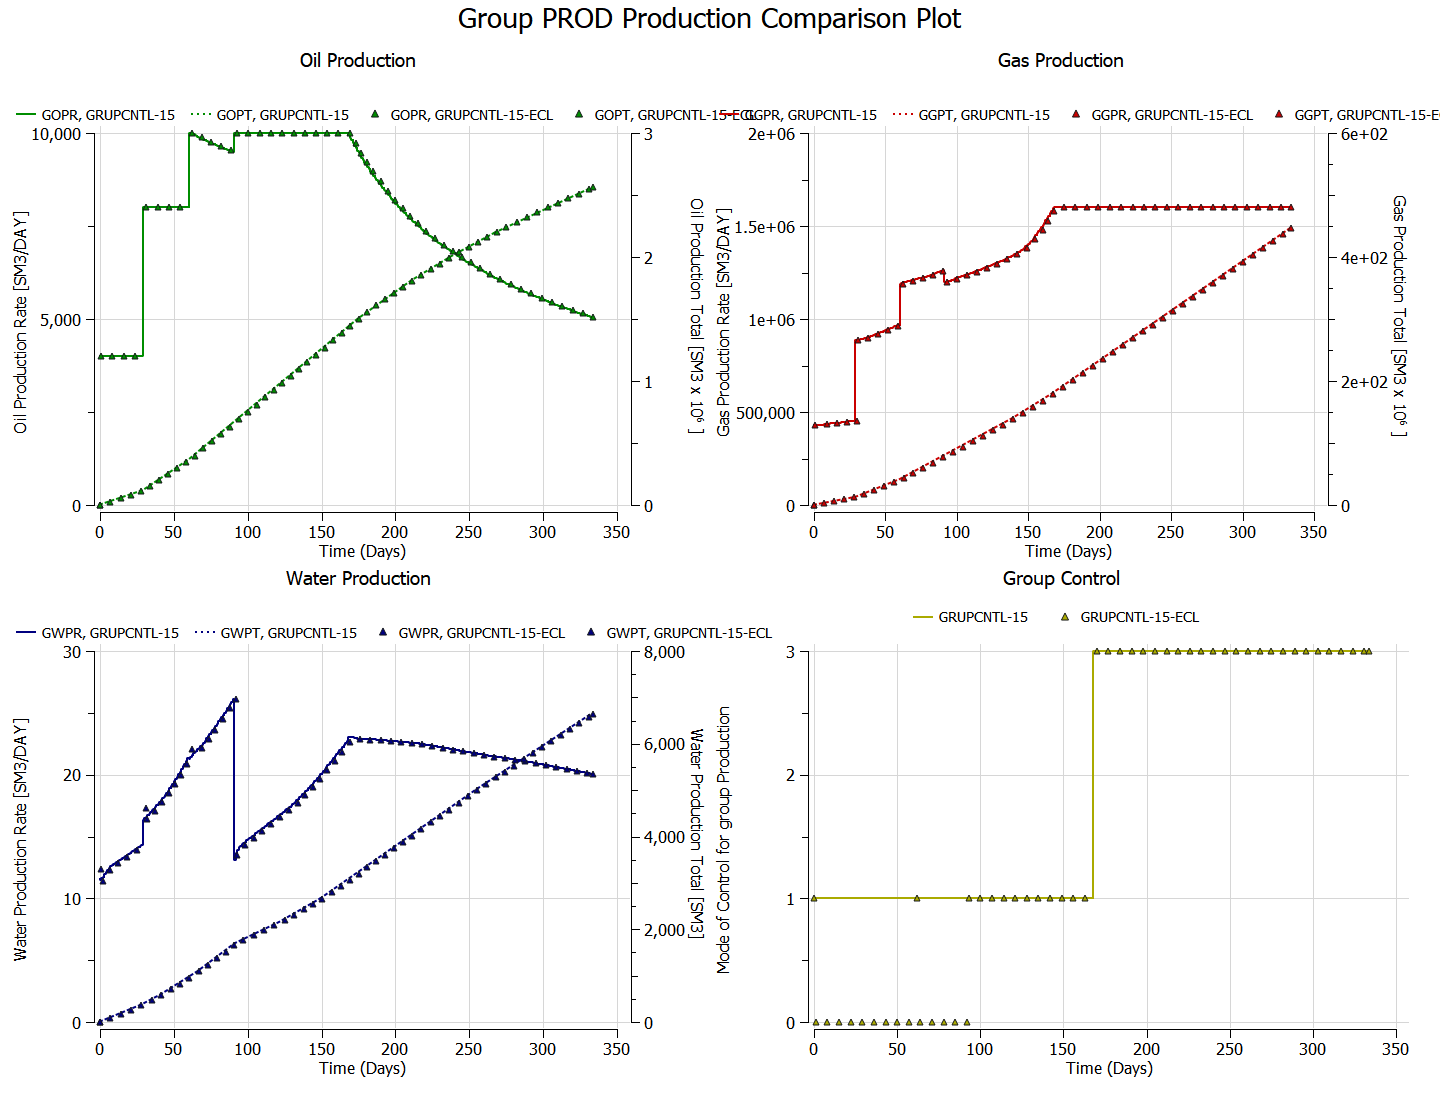 Group PROD Production Comparison Plot
Oil Production
GOPR, GRUPCNTL-15
GOPT, GRUPCNTL-15
GOPR, GRUPCNTL-15-ECL
GOPT, GRUPCNTL-15-ECL
10,000
5,000
0
3
2
1
0
Oil Production Rate [SM3/DAY]
Oil Production Total [SM3 x 10⁶ ]
0 50 100 150 200 250 300 350
Time (Days)
Gas Production
GGPR, GRUPCNTL-15
GGPT, GRUPCNTL-15
GGPR, GRUPCNTL-15-ECL
GGPT, GRUPCNTL-15-EC
2e+06
1.5e+06
1e+06
500,000
0
6e+02
4e+02
2e+02
0
Gas Production Rate [SM3/DAY]
Gas Production Total [SM3 x 10⁶ ]
0 50 100 150 200 250 300 350
Time (Days)
Water Production
GWPR, GRUPCNTL-15
GWPT, GRUPCNTL-15
GWPR, GRUPCNTL-15-ECL
GWPT, GRUPCNTL-15-ECL
30
20
10
0
8,000
6,000
4,000
2,000
0
Water Production Rate [SM3/DAY]
Water Production Total [SM3]
0 50 100 150 200 250 300 350
Time (Days)
Group Control
GRUPCNTL-15
GRUPCNTL-15-ECL
3
2
1
0
Mode of Control for group Production
0 50 100 150 200 250 300 350
Time (Days)